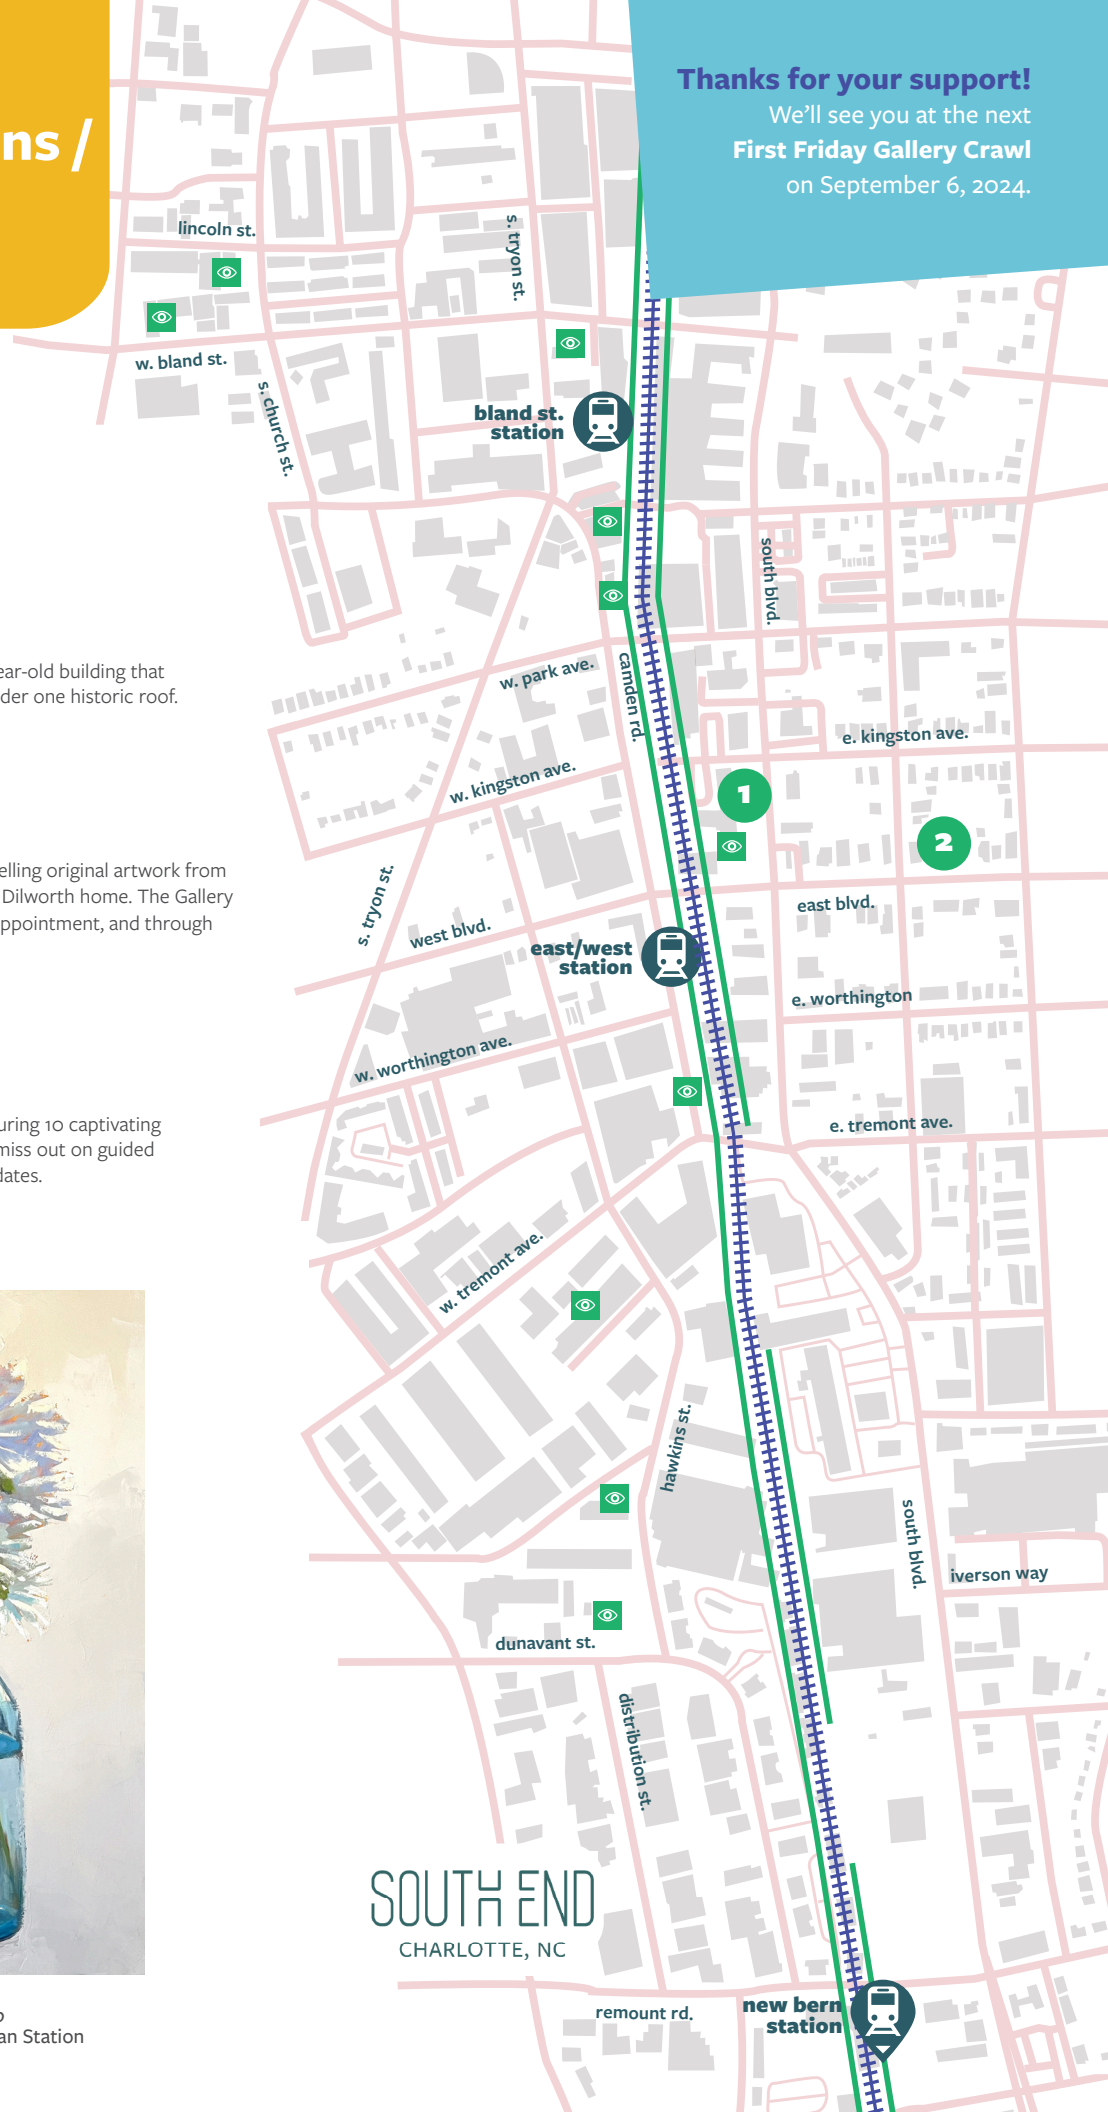 ns /
Thanks for your support!
We'll see you at the next
First Friday Gallery Crawl
on September 6, 2024.
lincoln st.
s. tryon st.
w. bland st.
s. church st.
bland st.
station
south blvd.
ear-old building that
der one historic roof.
w. park ave.
camden rd.
e. kingston ave.
w. kingston ave.
1
2
elling original artwork from
Dilworth home. The Gallery
ppointment, and through
s. tryon st.
west blvd.
east blvd.
east/west
station
e. worthington
w. worthington ave.
uring 10 captivating
miss out on guided
dates.
e. tremont ave.
w. tremont ave.
hawkins st.
south blvd.
iverson way
dunavant st.
distribution st.
SOUTH END
CHARLOTTE, NC
remount rd.
new bern
station
an Station